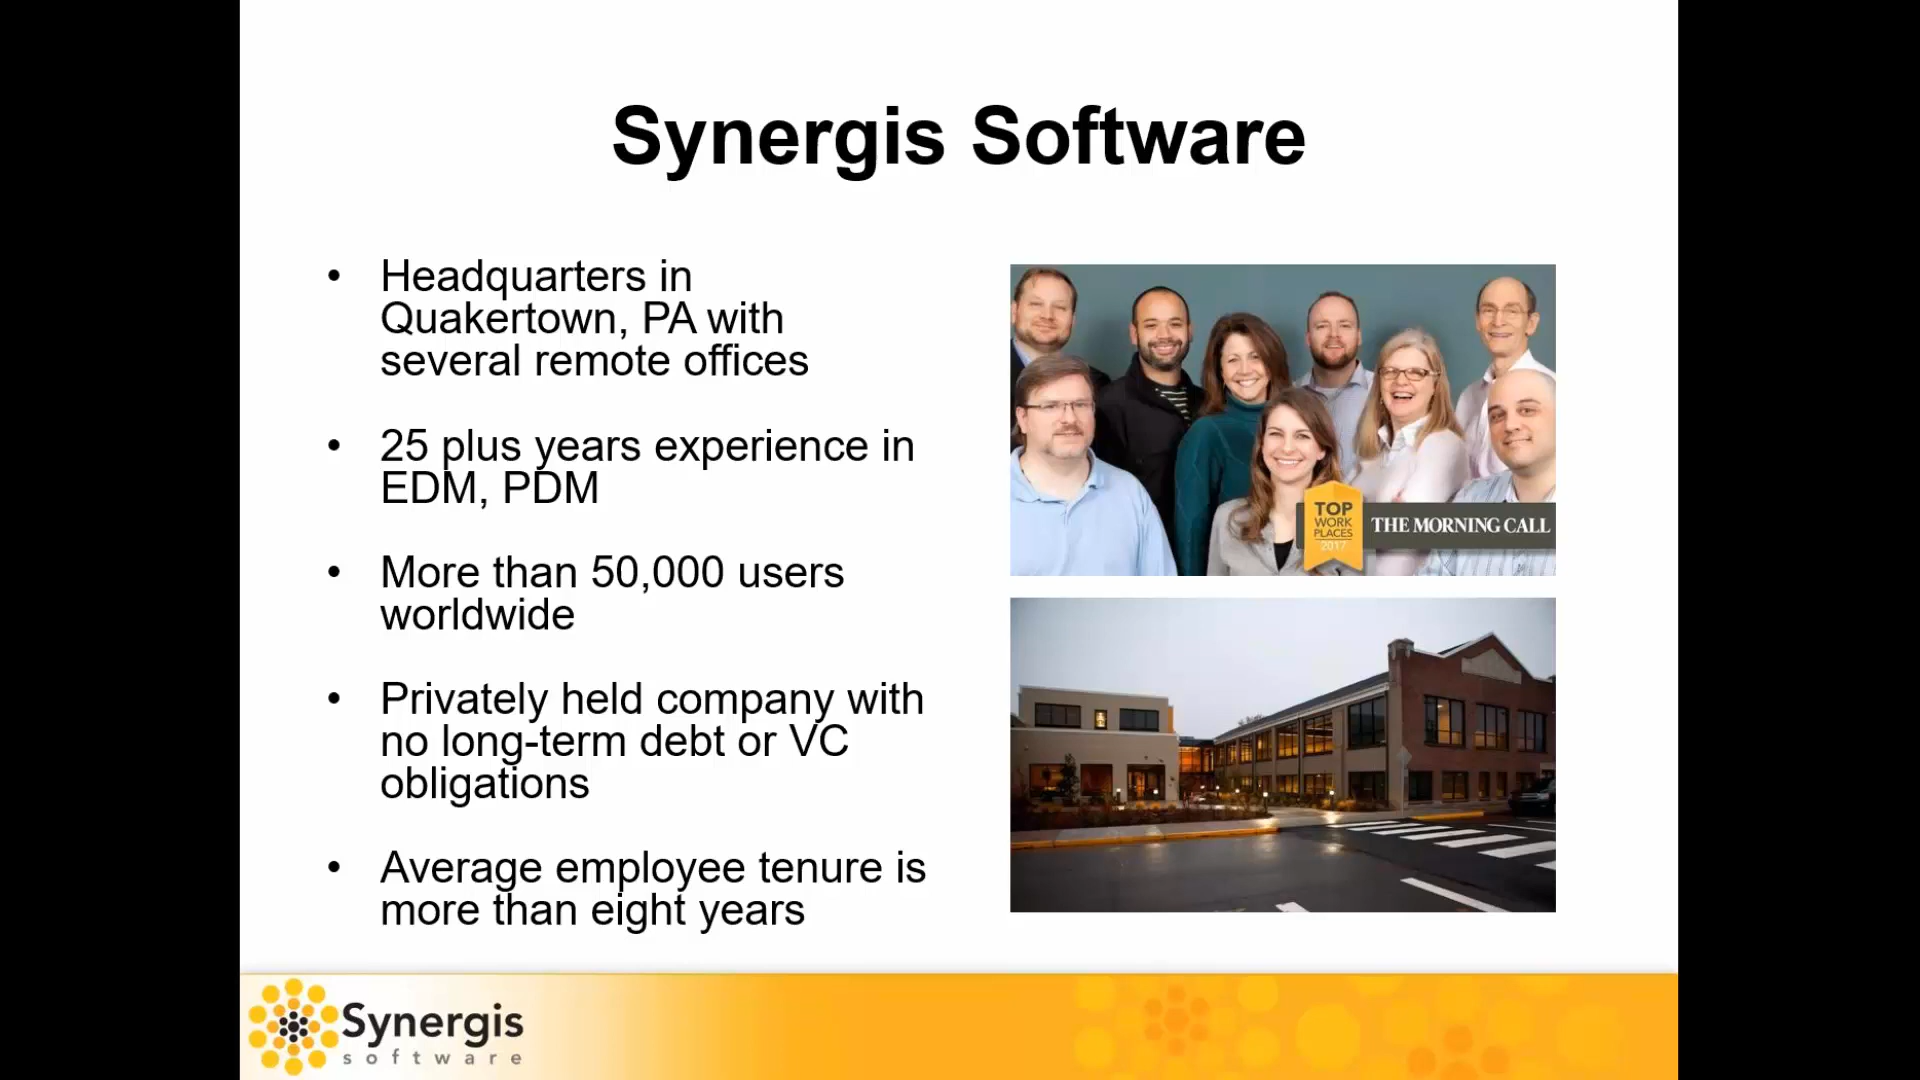 Synergis Software
• Headquarters in
Quakertown, PA with
several remote offices
• 25 plus years experience in
EDM, PDM
• More than 50,000 users
worldwide
• Privately held company with
no long-term debt or VC
obligations
• Average employee tenure is
more than eight years
TOP
WORK
PLACES
2017
THE MORNING CALL
Synergis
software